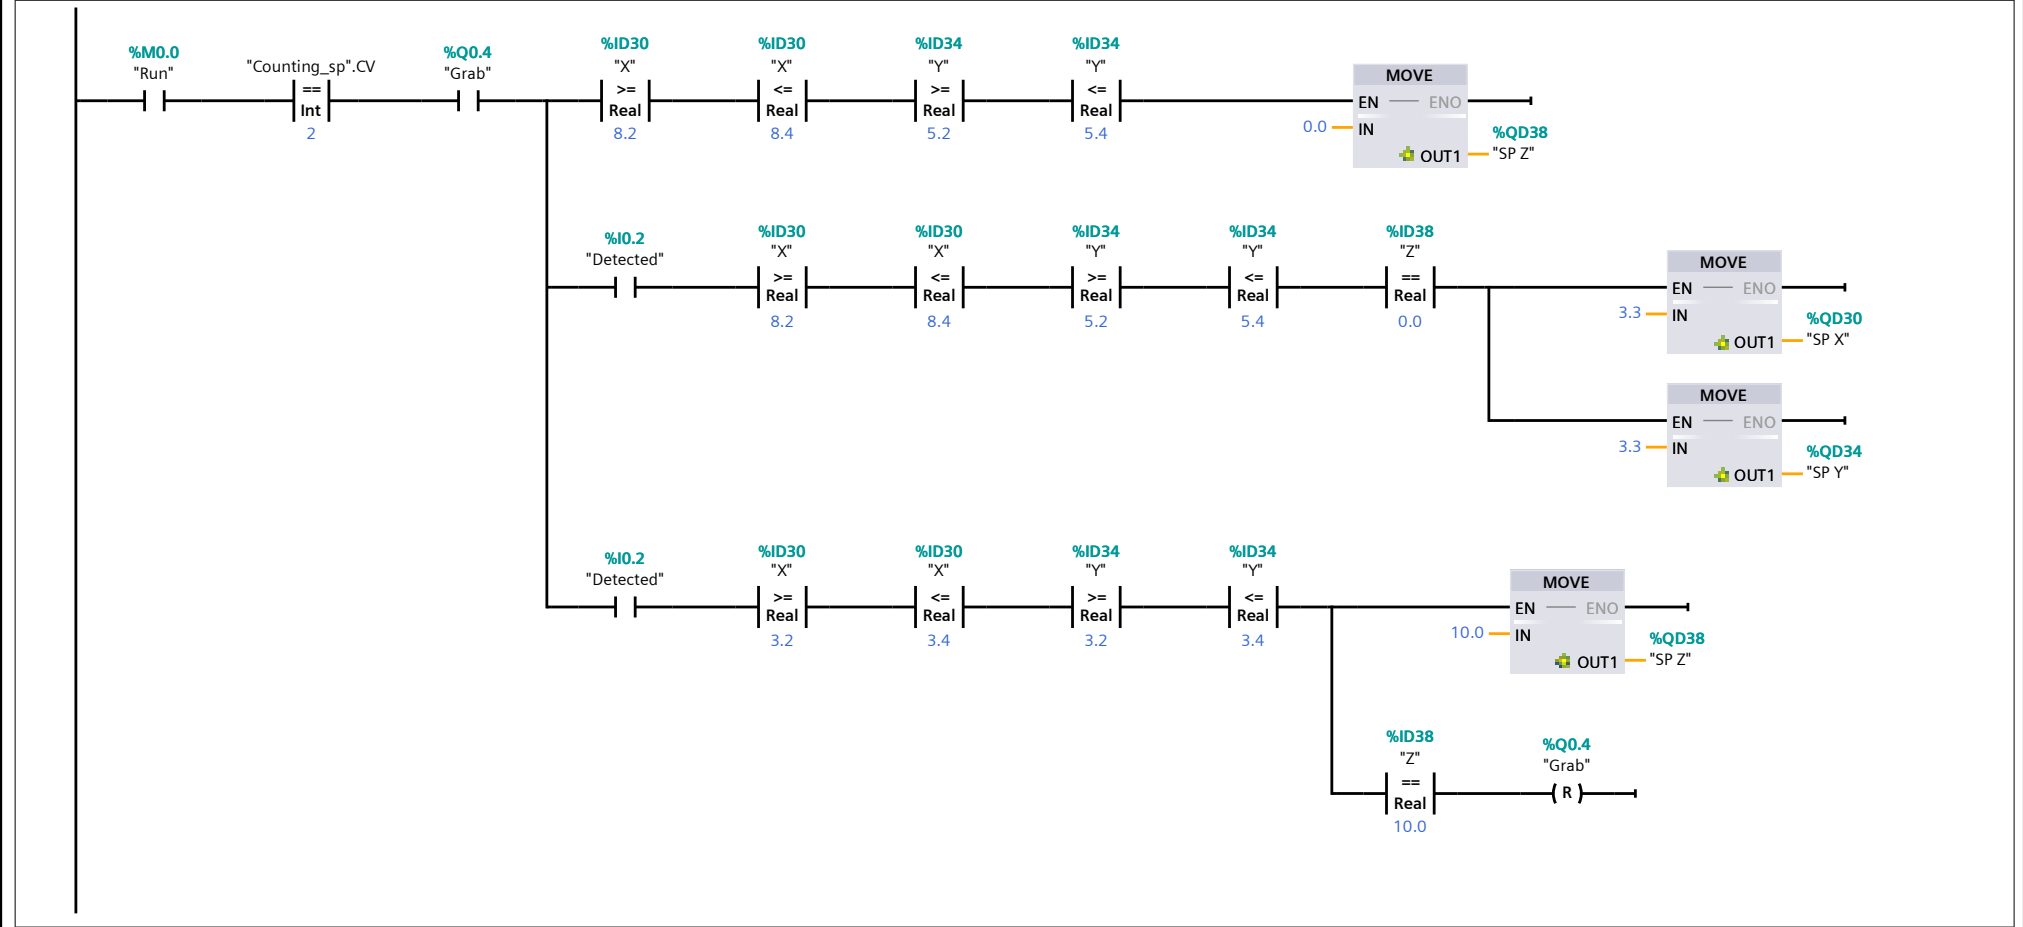 %M0.0
"Run"
"Counting_sp".CV
==
Int
2
%Q0.4
"Grab"
%ID30
"X"
>=
Real
8.2
%ID30
"X"
<=
Real
8.4
%ID34
"Y"
>=
Real
5.2
%ID34
"Y"
<=
Real
5.4
MOVE
EN ENO
0.0 IN
OUT1
%QD38
"SP Z"
%I0.2
"Detected"
%ID30
"X"
>=
Real
8.2
%ID30
"X"
<=
Real
8.4
%ID34
"Y"
>=
Real
5.2
%ID34
"Y"
<=
Real
5.4
%ID38
"Z"
==
Real
0.0
MOVE
EN ENO
3.3 IN
OUT1
%QD30
"SP X"
MOVE
EN ENO
3.3 IN
OUT1
%QD34
"SP Y"
%I0.2
"Detected"
%ID30
"X"
>=
Real
3.2
%ID30
"X"
<=
Real
3.4
%ID34
"Y"
>=
Real
3.2
%ID34
"Y"
<=
Real
3.4
MOVE
EN ENO
10.0 IN
OUT1
%QD38
"SP Z"
%ID38
"Z"
==
Real
10.0
%Q0.4
"Grab"
R